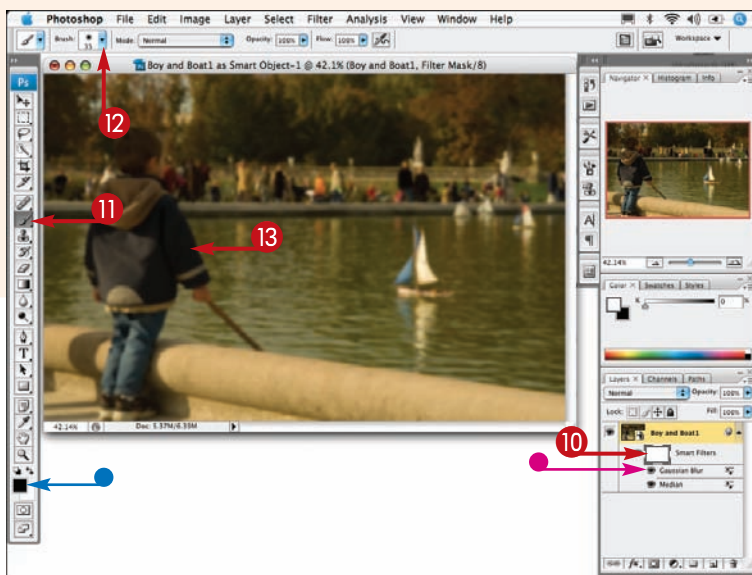 Photoshop File Edit Image Layer Select Filter Analysis View Window Help
Brush: 35 Mode: Normal Opacity: 100% Flow: 100% Workspace
Boy and Boat1 as Smart Object-1 @ 42.1% (Boy and Boat1, Filter Mask/8)
Ps
12
11
13
Navigator × Histogram Info
42.14%
Color × Swatches Styles
K 0 %
Layers × Channels Paths
Normal Opacity: 100%
Lock: Fill: 100%
Boy and Boat1
10
Smart Filters
Gaussian Blur
Median
42.14% Doc: 5.37M/6.30M